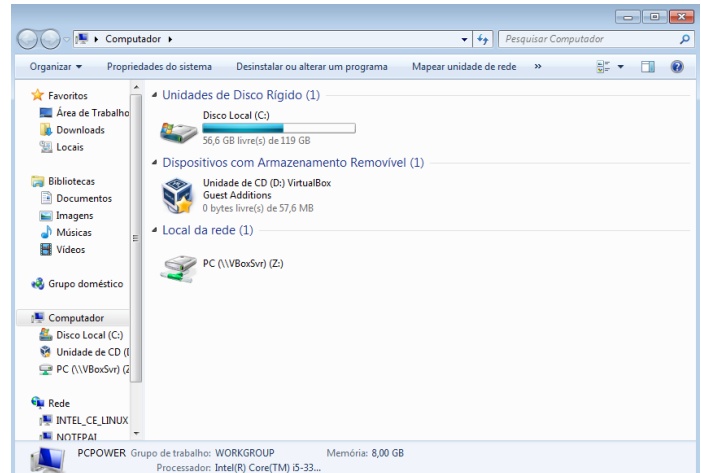 Computador
Pesquisar Computador
Organizar
Propriedades do sistema
Desinstalar ou alterar um programa
Mapear unidade de rede
»
Favoritos
Área de Trabalho
Downloads
Locais
Bibliotecas
Documentos
Imagens
Músicas
Vídeos
Grupo doméstico
Computador
Disco Local (C:)
Unidade de CD (
PC (\\VBoxSvr) (Z
Rede
INTEL_CE_LINUX
NOTEPAI
Unidades de Disco Rígido (1)
Disco Local (C:)
56,6 GB livre(s) de 119 GB
Dispositivos com Armazenamento Removível (1)
Unidade de CD (D:) VirtualBox
Guest Additions
0 bytes livre(s) de 57,6 MB
Local da rede (1)
PC (\\VBoxSvr) (Z:)
PCPOWER Grupo de trabalho: WORKGROUP Memória: 8,00 GB
Processador: Intel(R) Core(TM) i5-33...